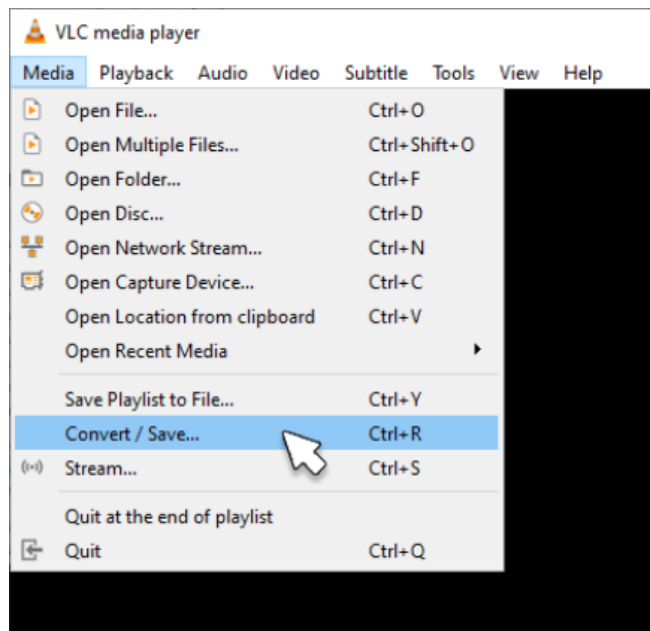 VLC media player
Media Playback Audio Video Subtitle Tools View Help
Open File... Ctrl+O
Open Multiple Files... Ctrl+Shift+O
Open Folder... Ctrl+F
Open Disc... Ctrl+D
Open Network Stream... Ctrl+N
Open Capture Device... Ctrl+C
Open Location from clipboard Ctrl+V
Open Recent Media
Save Playlist to File... Ctrl+Y
Convert / Save... Ctrl+R
Stream... Ctrl+S
Quit at the end of playlist
Quit Ctrl+Q